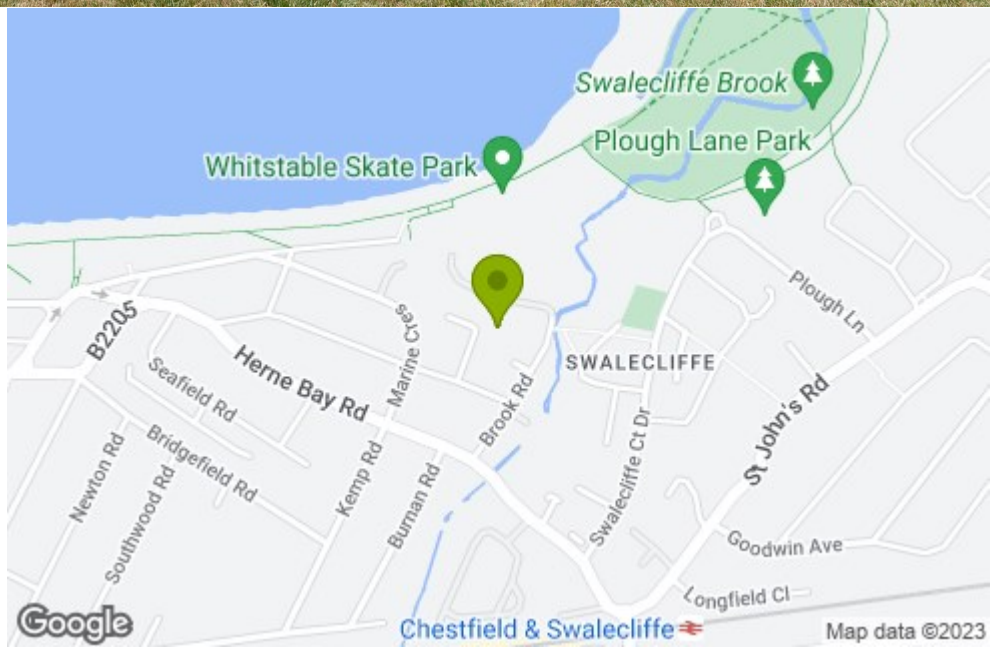 Swalecliffe Brook
Plough Lane Park
Whitstable Skate Park
Plough Ln
B2205
Marine Cres
SWALECLIFFE
Herne Bay Rd
Seafield Rd
Brook Rd
St John's Rd
Bridgefield Rd
Swalecliffe Ct Dr
Newton Rd
Southwood Rd
Kemp Rd
Burnan Rd
Goodwin Ave
Longfield Cl
Google
Chestfield & Swalecliffe
Map data ©2023